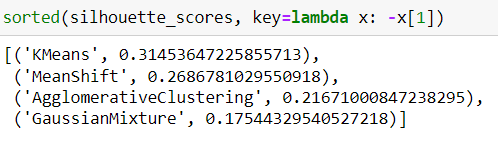 sorted(silhouette_scores, key=lambda x: -x[1])
[('KMeans', 0.31453647225855713),
('MeanShift', 0.2686781029550918),
('AgglomerativeClustering', 0.21671000847238295),
('GaussianMixture', 0.17544329540527218)]